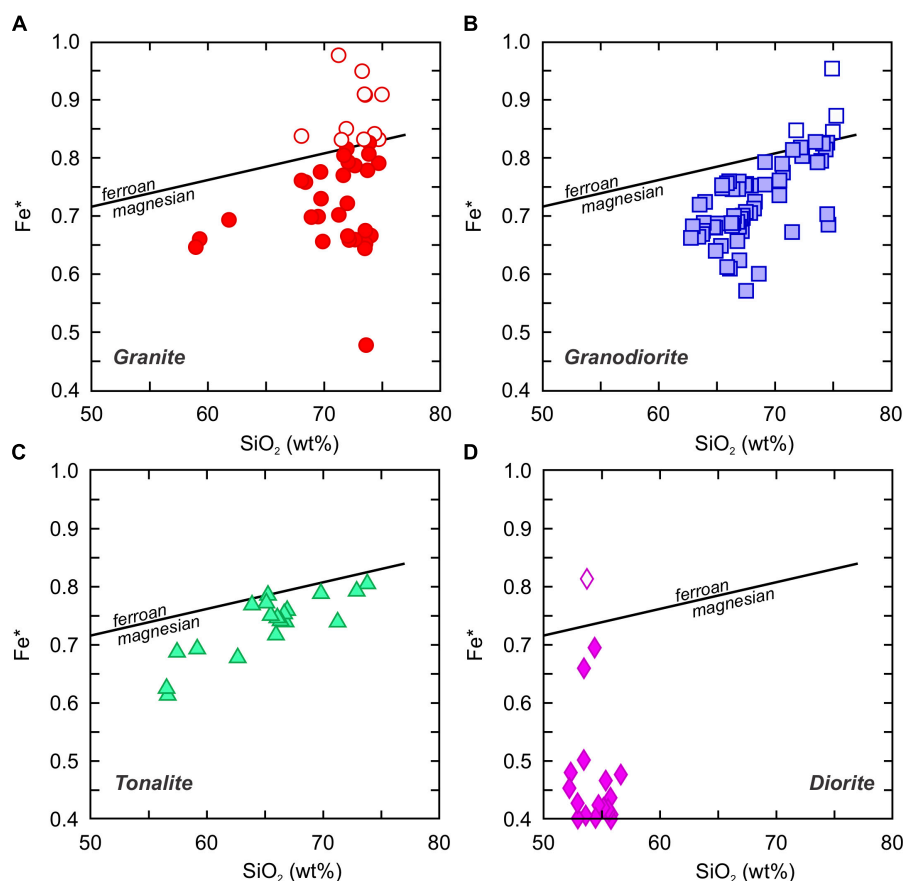 A
1.0
0.9
0.8
0.7
0.6
0.5
0.4
Fe*
ferroan
magnesian
Granite
50
60
70
80
SiO₂ (wt%)
B
1.0
0.9
0.8
0.7
0.6
0.5
0.4
Fe*
ferroan
magnesian
Granodiorite
50
60
70
80
SiO₂ (wt%)
C
1.0
0.9
0.8
0.7
0.6
0.5
0.4
Fe*
ferroan
magnesian
Tonalite
50
60
70
80
SiO₂ (wt%)
D
1.0
0.9
0.8
0.7
0.6
0.5
0.4
Fe*
ferroan
magnesian
Diorite
50
60
70
80
SiO₂ (wt%)